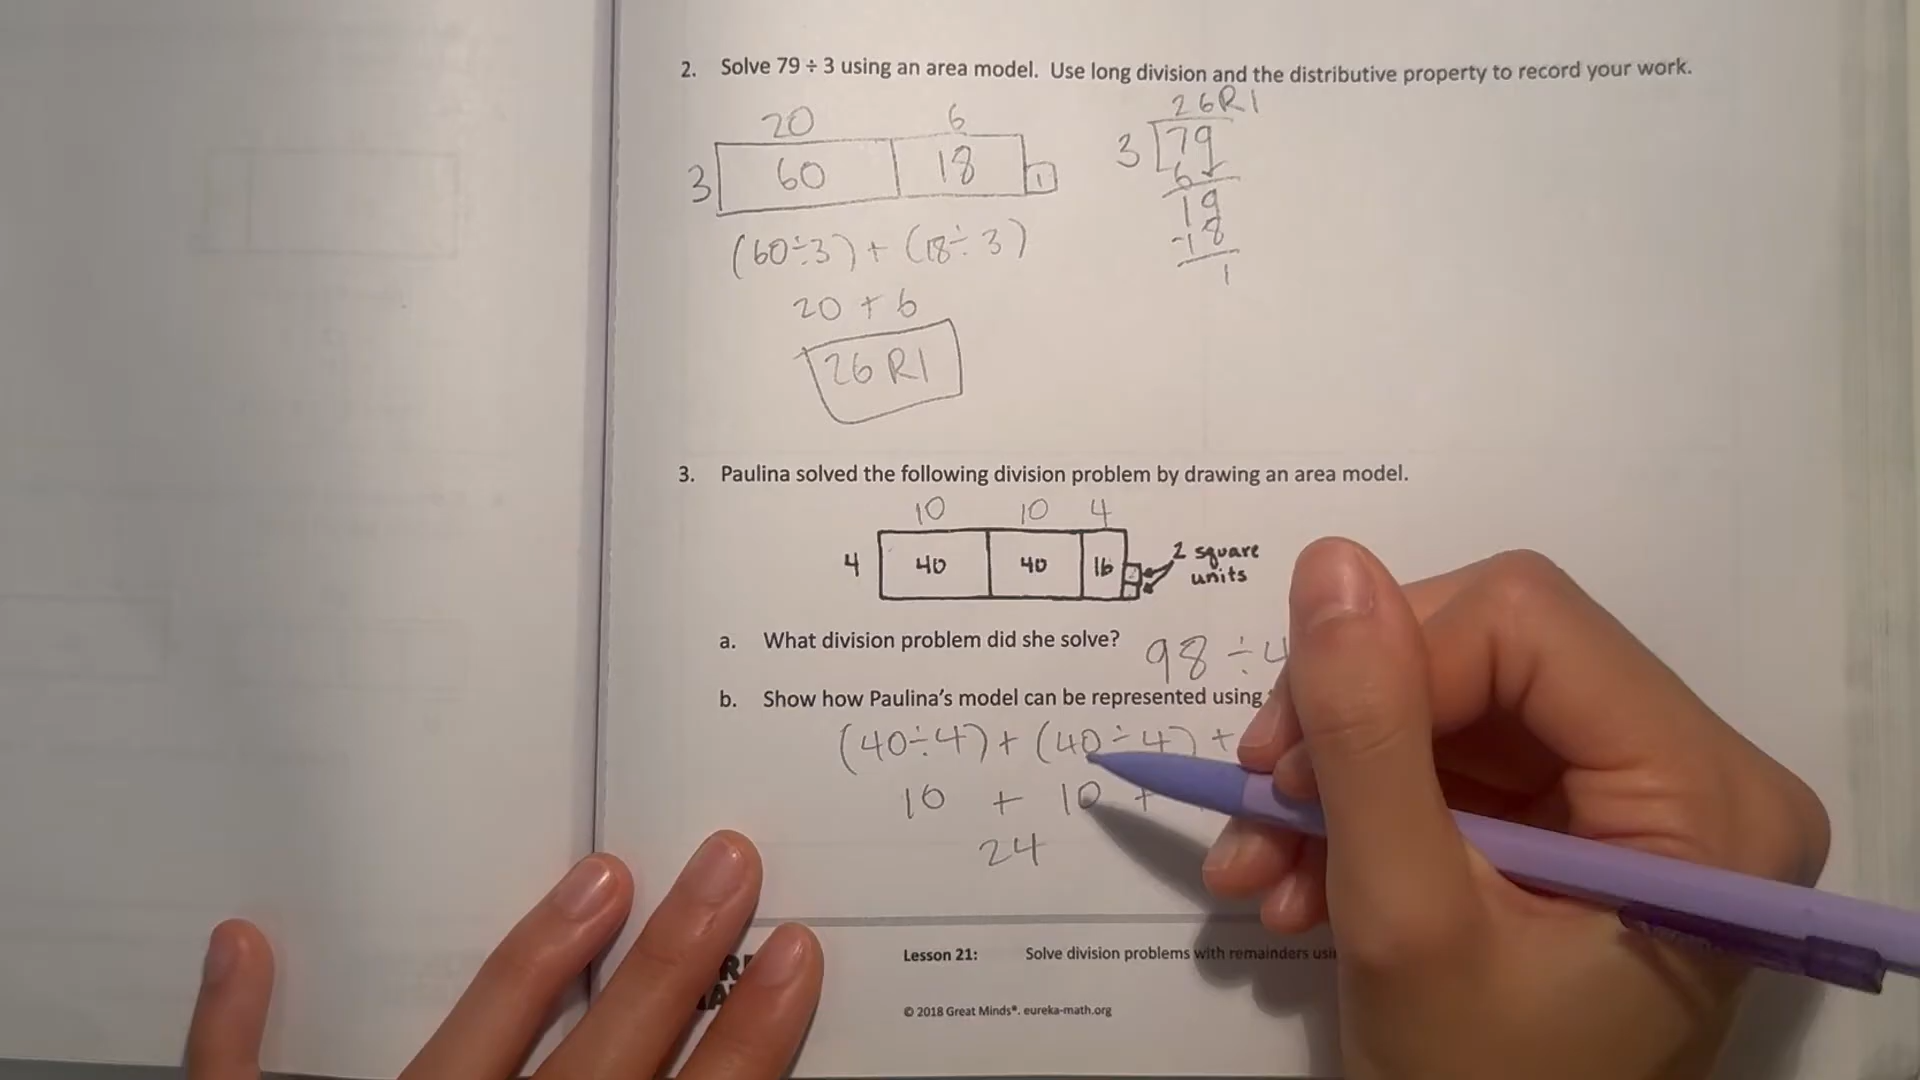 2. Solve 79 ÷ 3 using an area model. Use long division and the distributive property to record your work.
20 6
3 60 18 1
(60÷3) + (18÷3)
20 + 6
26 R1
26R1
3 79
6
19
-18
1
3. Paulina solved the following division problem by drawing an area model.
10 10 4
4 40 40 16
2 square
units
a. What division problem did she solve? 98 ÷ 4
b. Show how Paulina's model can be represented using
(40÷4) + (40÷4) +
10 + 10 +
24
Lesson 21: Solve division problems with remainders
© 2018 Great Minds®. eureka-math.org